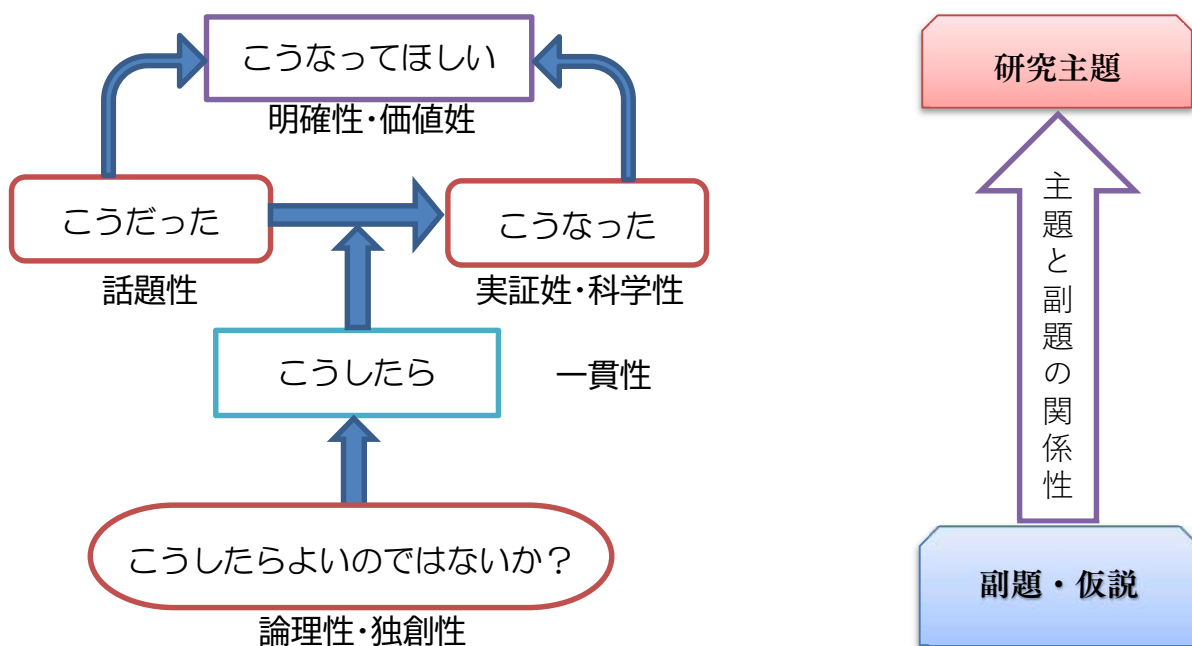 こうなってほしい
明確性・価値姓
こうだった
話題性
こうなった
実証姓・科学性
こうしたら
一貫性
こうしたらよいのではないか？
論理性・独創性
研究主題
主題と副題の関係性
副題・仮説